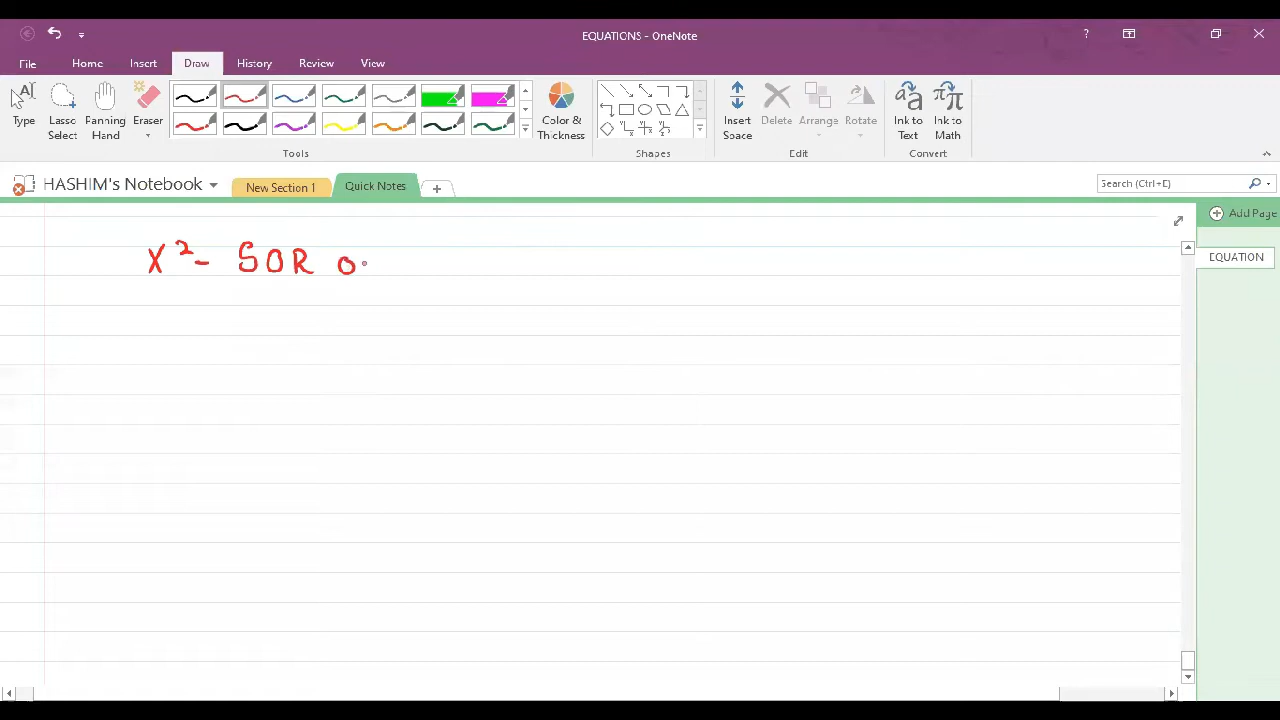 EQUATIONS - OneNote
?
File Home Insert Draw History Review View
Type
Lasso Select
Panning Hand
Eraser
Color & Thickness
Insert Space
Delete
Arrange
Rotate
Ink to Text
Ink to Math
Tools
Shapes
Edit
Convert
HASHIM's Notebook
New Section 1
Quick Notes
Search (Ctrl+E)
Add Page
EQUATION
X² - SOR o